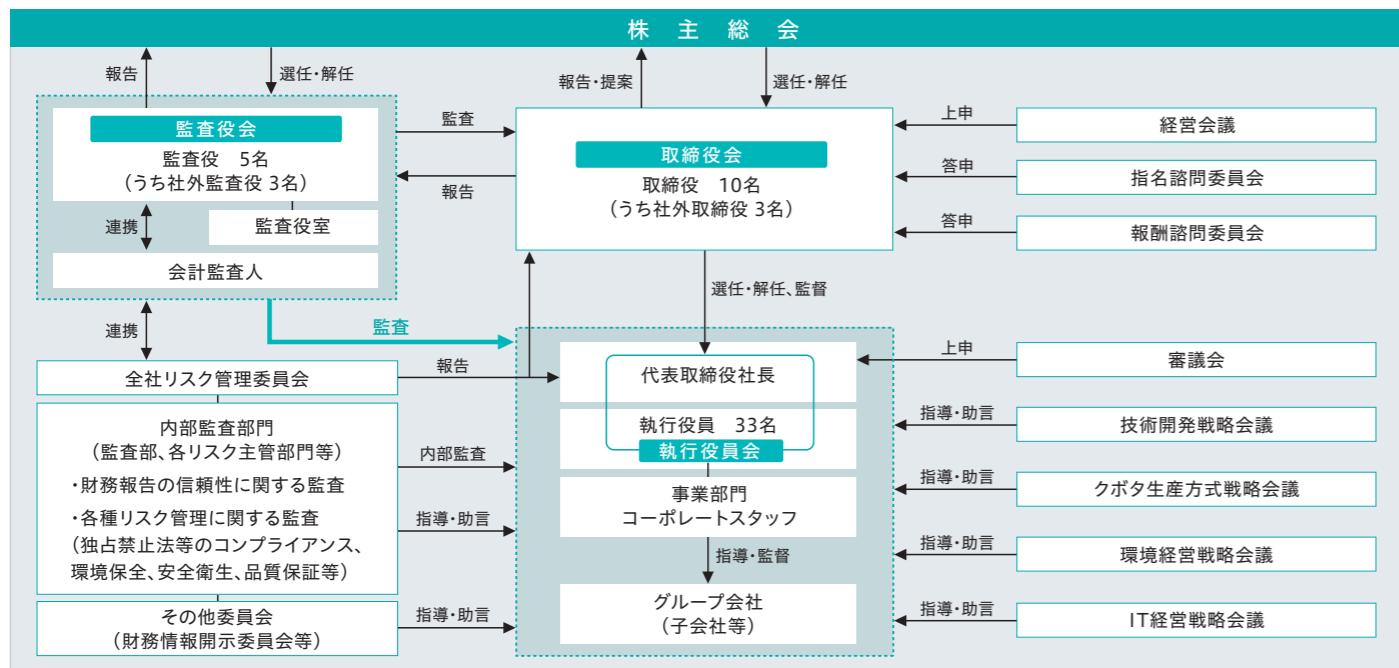 株主総会
報告
選任・解任
報告・提案
選任・解任
監査役会
監査役 5名
(うち社外監査役 3名)
連携
監査役室
会計監査人
監査
報告
取締役会
取締役 10名
(うち社外取締役 3名)
上申
経営会議
答申
指名諮問委員会
答申
報酬諮問委員会
選任・解任、監督
連携
監査
全社リスク管理委員会
報告
代表取締役社長
執行役員 33名
執行役員会
上申
審議会
内部監査部門
(監査部、各リスク主管部門等)
・財務報告の信頼性に関する監査
・各種リスク管理に関する監査
(独占禁止法等のコンプライアンス、
環境保全、安全衛生、品質保証等)
内部監査
指導・助言
事業部門
コーポレートスタッフ
指導・監督
グループ会社
(子会社等)
指導・助言
技術開発戦略会議
指導・助言
クボタ生産方式戦略会議
指導・助言
環境経営戦略会議
指導・助言
IT経営戦略会議
その他委員会
(財務情報開示委員会等)
指導・助言